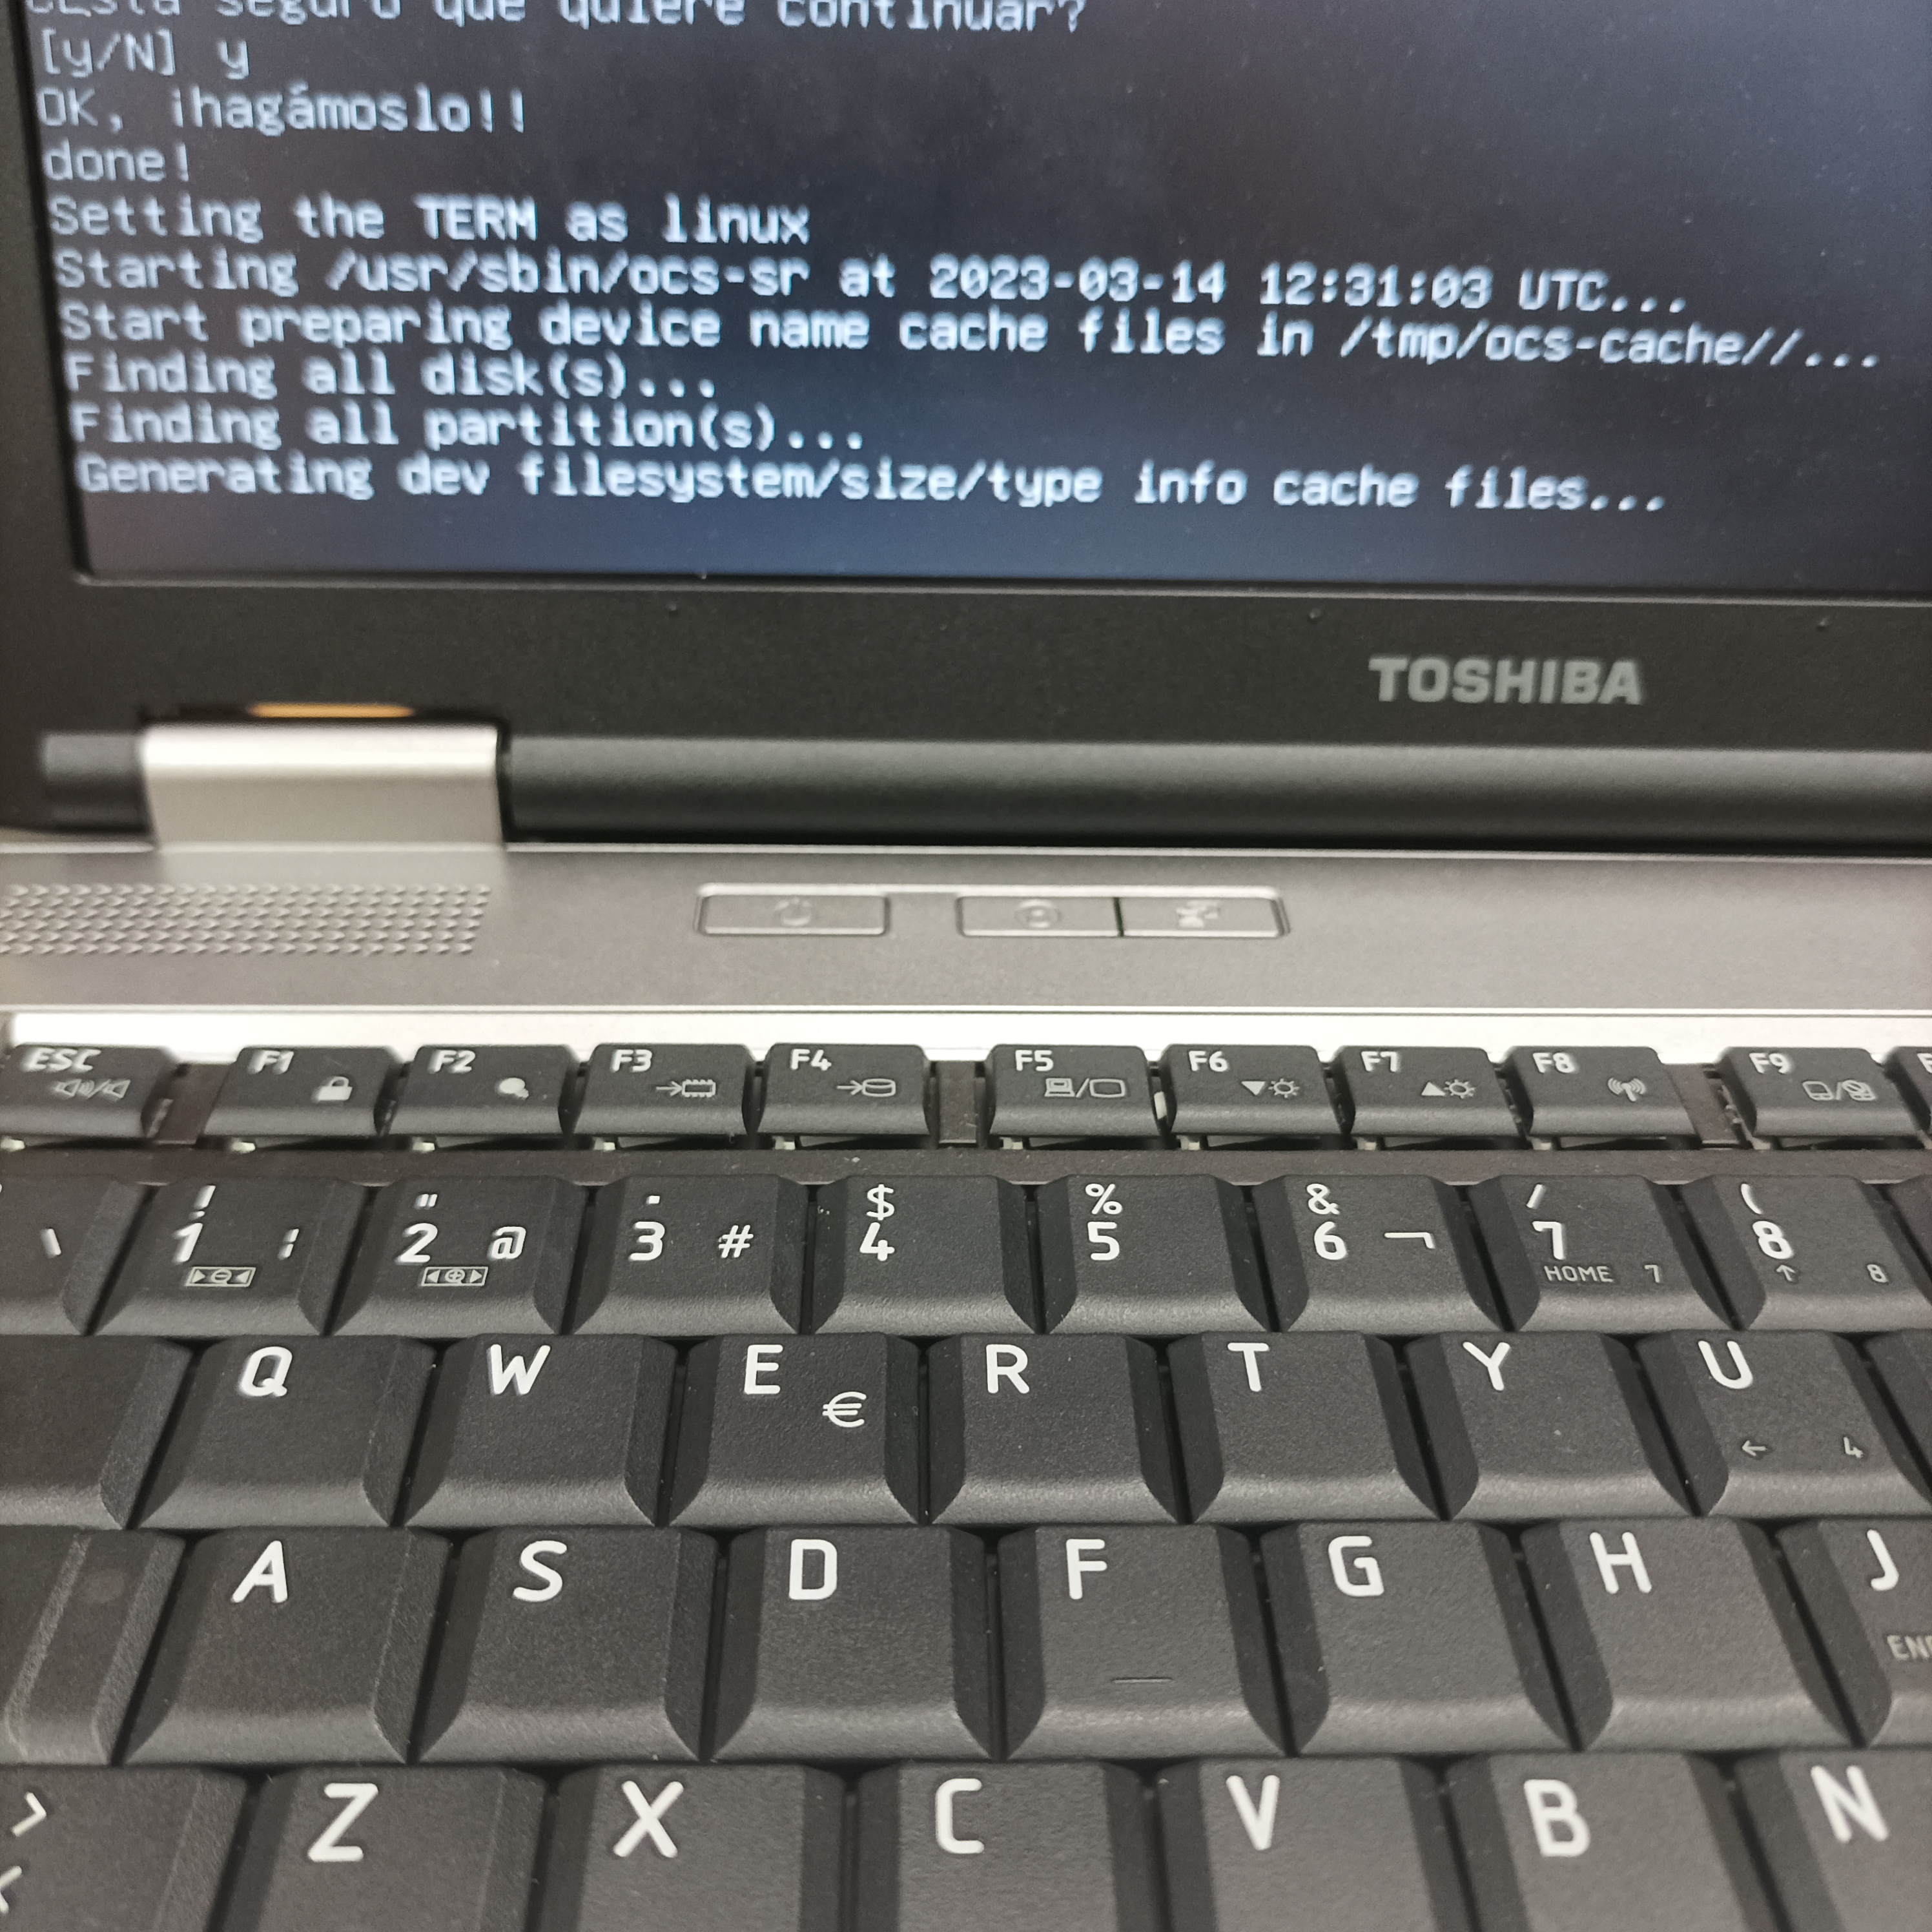 ¿Está seguro que quiere continuar?
[y/N] y
OK, ¡hagámoslo!!
done!
Setting the TERM as linux
Starting /usr/sbin/ocs-sr at 2023-03-14 12:31:03 UTC...
Start preparing device name cache files in /tmp/ocs-cache//...
Finding all disk(s)...
Finding all partition(s)...
Generating dev filesystem/size/type info cache files...
TOSHIBA
ESC F1 F2 F3 F4 F5 F6 F7 F8 F9
\ ! 1 | " 2 @ · 3 # $ 4 % 5 & 6 ¬ / 7 HOME 7 ( 8 ↑ 8
Q W E € R T Y U ← 4
A S D F G H J
> < Z X C V B N